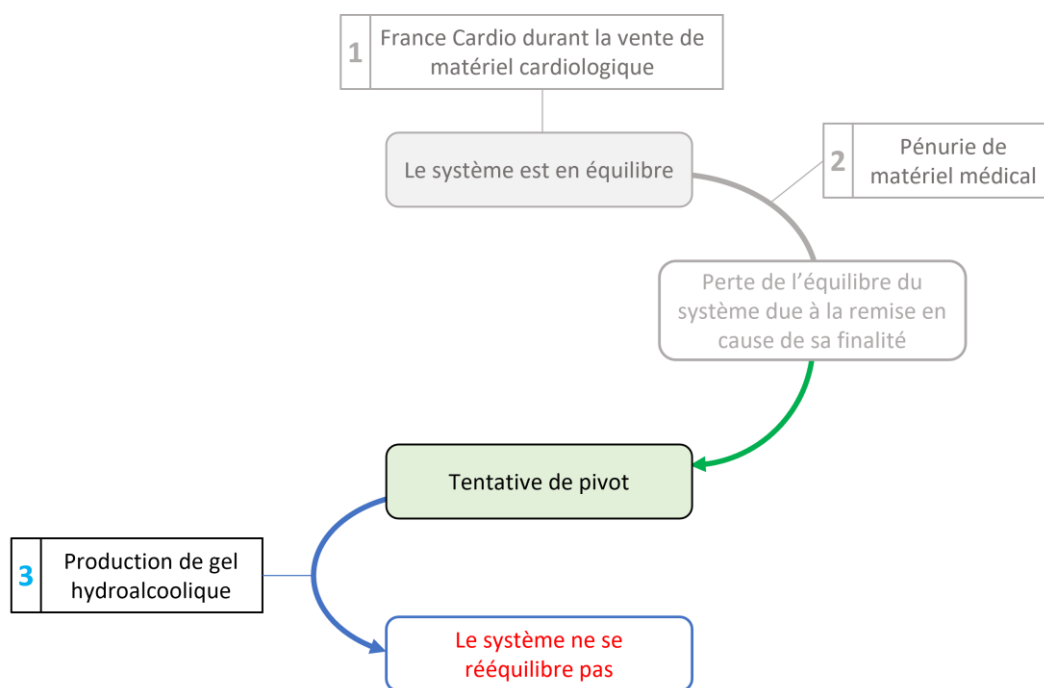 1
France Cardio durant la vente de
matériel cardiologique
Le système est en équilibre
2
Pénurie de
matériel médical
Perte de l’équilibre du
système due à la remise en
cause de sa finalité
Tentative de pivot
3
Production de gel
hydroalcoolique
Le système ne se
rééquilibre pas